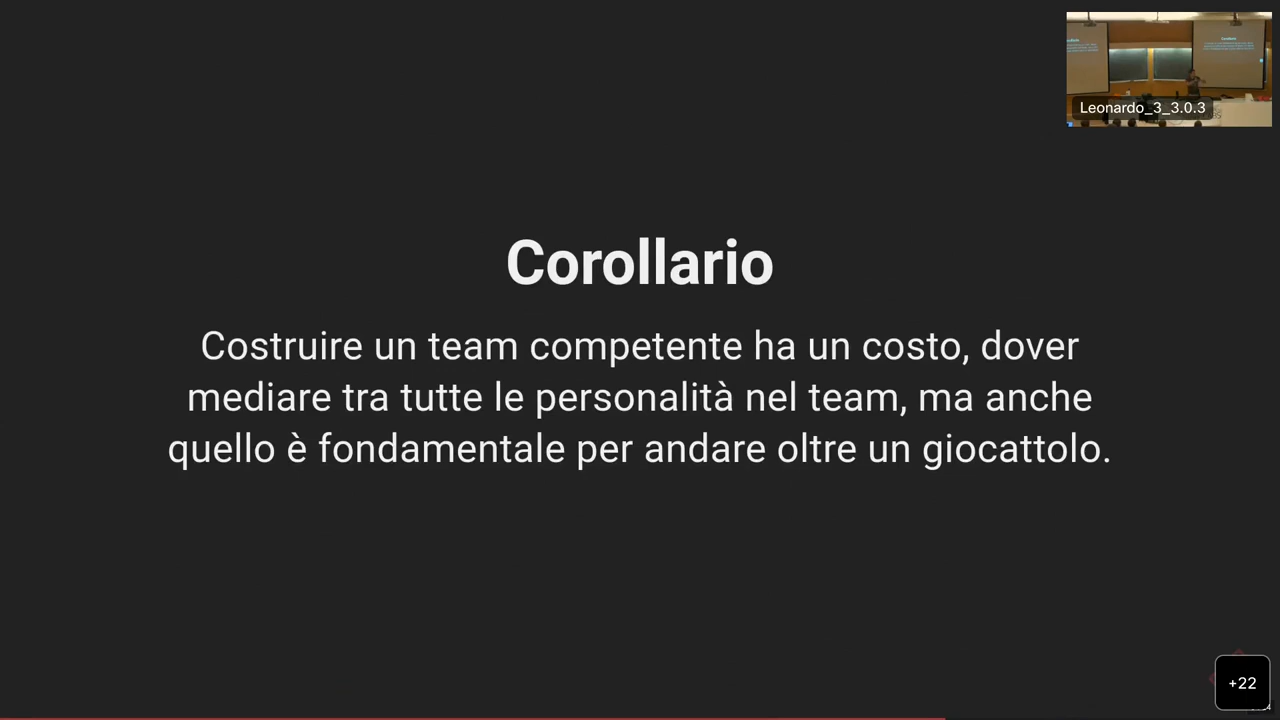 Leonardo_3_3.0.3
Corollario
Costruire un team competente ha un costo, dover
mediare tra tutte le personalità nel team, ma anche
quello è fondamentale per andare oltre un giocattolo.
+22